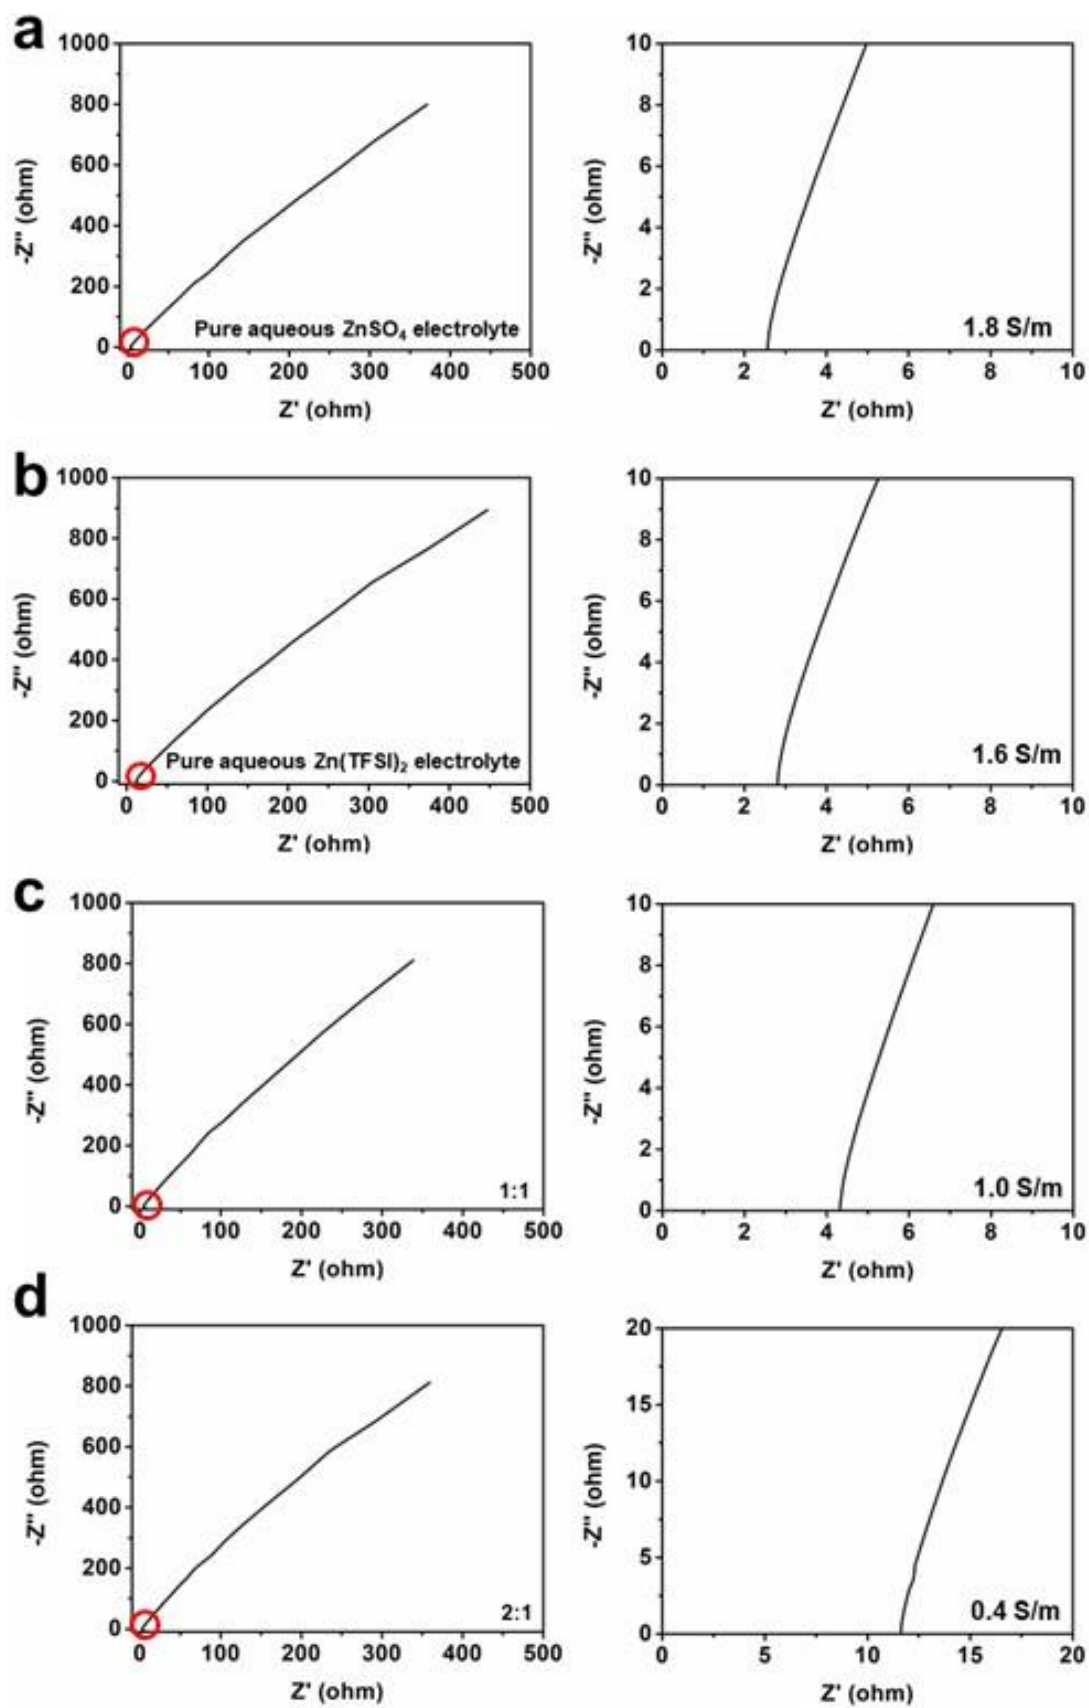 a
1000
800
600
400
200
0
-Z'' (ohm)
Pure aqueous ZnSO₄ electrolyte
0 100 200 300 400 500
Z' (ohm)
10
8
6
4
2
0
-Z'' (ohm)
1.8 S/m
0 2 4 6 8 10
Z' (ohm)
b
1000
800
600
400
200
0
-Z'' (ohm)
Pure aqueous Zn(TFSI)₂ electrolyte
0 100 200 300 400 500
Z' (ohm)
10
8
6
4
2
0
-Z'' (ohm)
1.6 S/m
0 2 4 6 8 10
Z' (ohm)
c
1000
800
600
400
200
0
-Z'' (ohm)
1:1
0 100 200 300 400 500
Z' (ohm)
10
8
6
4
2
0
-Z'' (ohm)
1.0 S/m
0 2 4 6 8 10
Z' (ohm)
d
1000
800
600
400
200
0
-Z'' (ohm)
2:1
0 100 200 300 400 500
Z' (ohm)
20
15
10
5
0
-Z'' (ohm)
0.4 S/m
0 5 10 15 20
Z' (ohm)